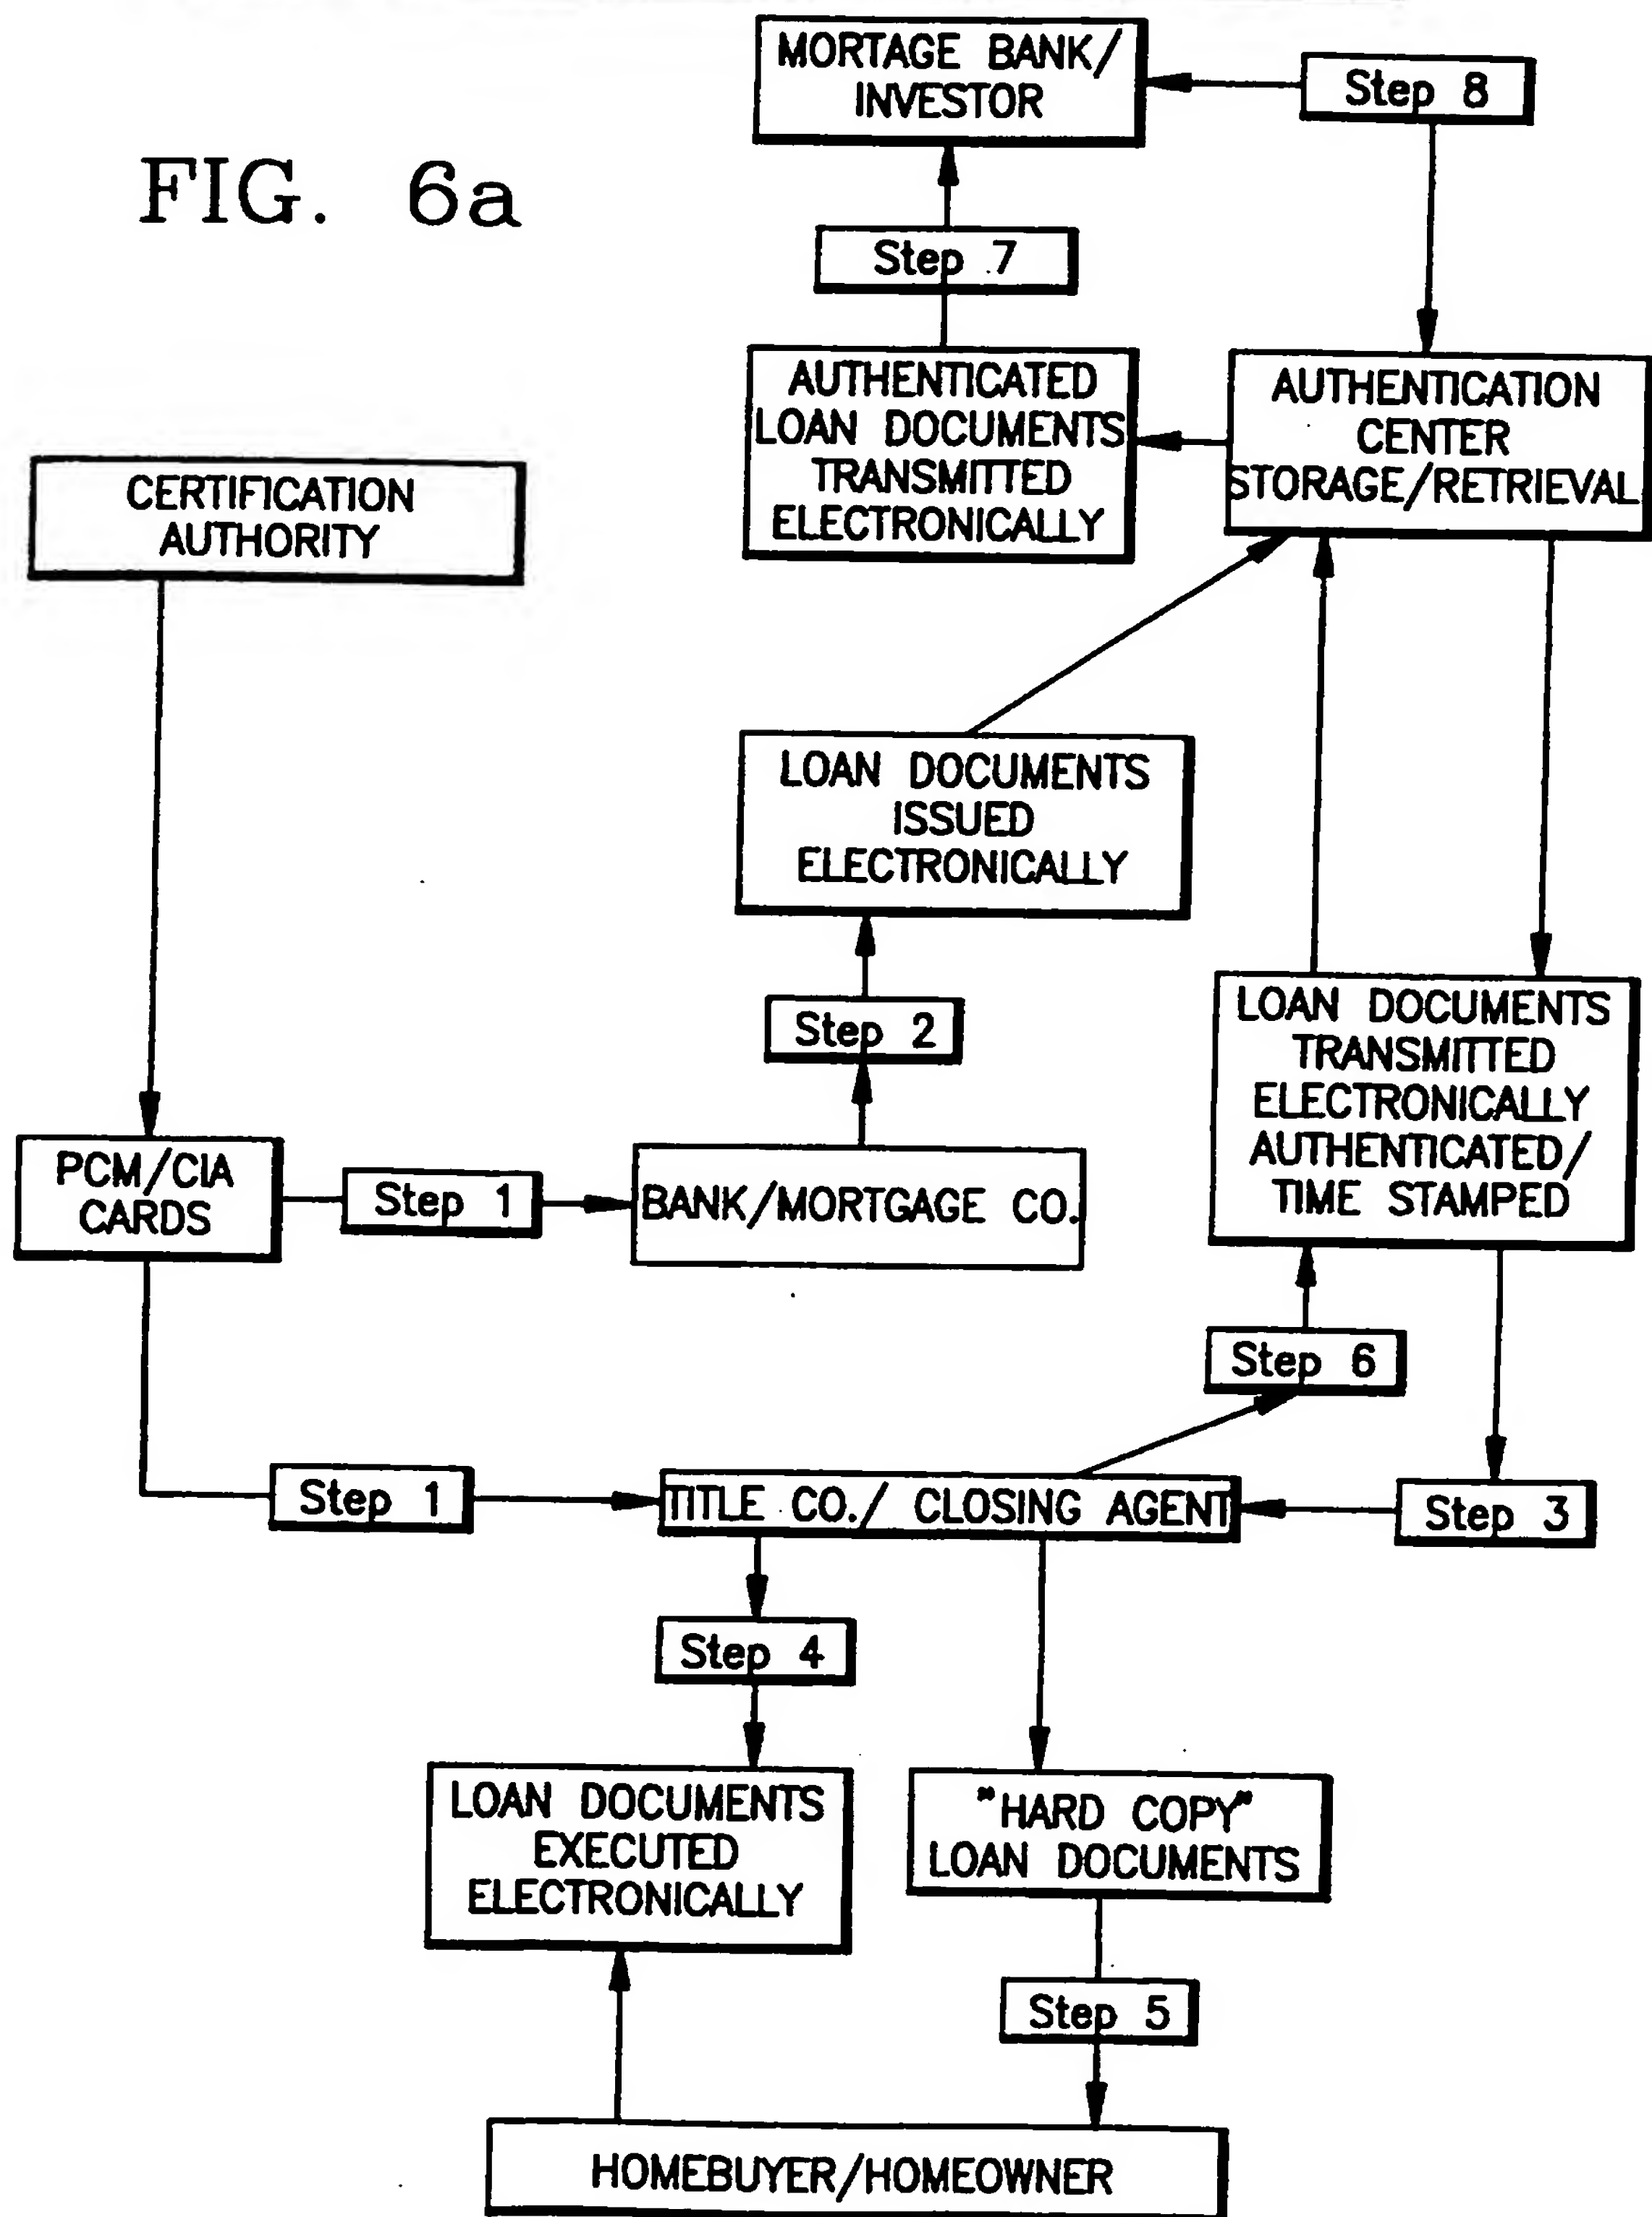 MORTAGE BANK/
INVESTOR
Step 8
FIG. 6a
Step 7
AUTHENTICATED
LOAN DOCUMENTS
TRANSMITTED
ELECTRONICALLY
AUTHENTICATION
CENTER
STORAGE/RETRIEVAL
CERTIFICATION
AUTHORITY
LOAN DOCUMENTS
ISSUED
ELECTRONICALLY
Step 2
LOAN DOCUMENTS
TRANSMITTED
ELECTRONICALLY
AUTHENTICATED/
TIME STAMPED
PCM/CIA
CARDS
Step 1
BANK/MORTGAGE CO.
Step 6
Step 1
TITLE CO./ CLOSING AGENT
Step 3
Step 4
LOAN DOCUMENTS
EXECUTED
ELECTRONICALLY
"HARD COPY"
LOAN DOCUMENTS
Step 5
HOMEBUYER/HOMEOWNER